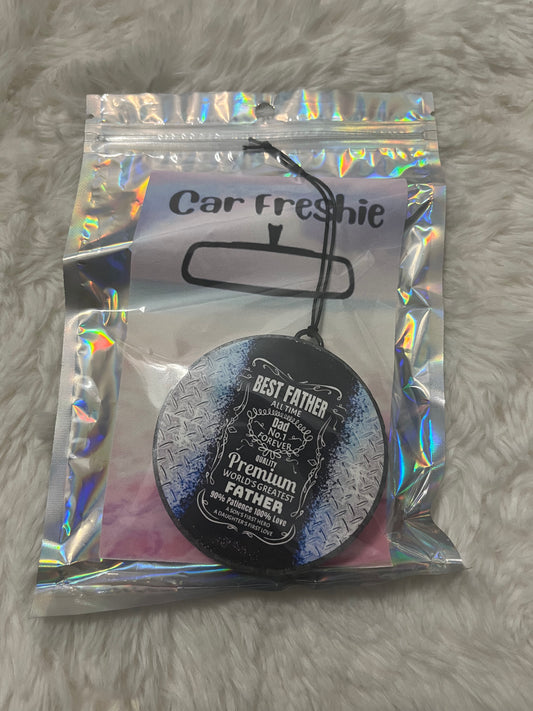 Car Freshie
BEST FATHER
ALL TIME
Dad
No.1
FOREVER
QUALITY
Premium
WORLD'S GREATEST
FATHER
90% Patience 100% Love
A SON'S FIRST HERO
A DAUGHTER'S FIRST LOVE